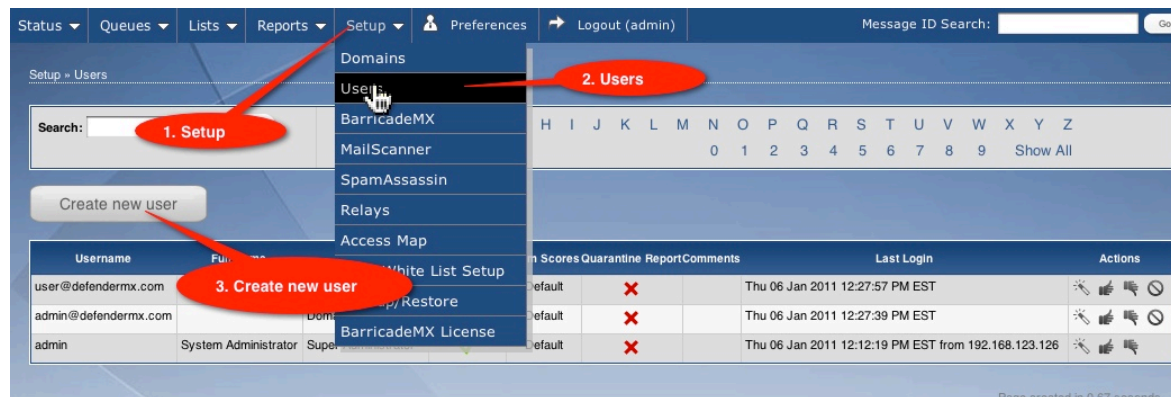 Status Queues Lists Reports Setup Preferences Logout (admin) Message ID Search: Go
Setup » Users
Domains
Users
2. Users
Search:
1. Setup
BarricadeMX
H I J K L M N O P Q R S T U V W X Y Z
MailScanner
0 1 2 3 4 5 6 7 8 9 Show All
SpamAssassin
Create new user
Relays
Access Map
Username Scores Quarantine Report Comments Last Login Actions
White List Setup
3. Create new user
user@defendermx.com Default Thu 06 Jan 2011 12:27:57 PM EST
/Restore
admin@defendermx.com Default Thu 06 Jan 2011 12:27:39 PM EST
BarricadeMX License
admin System Administrator Super Default Thu 06 Jan 2011 12:12:19 PM EST from 192.168.123.126